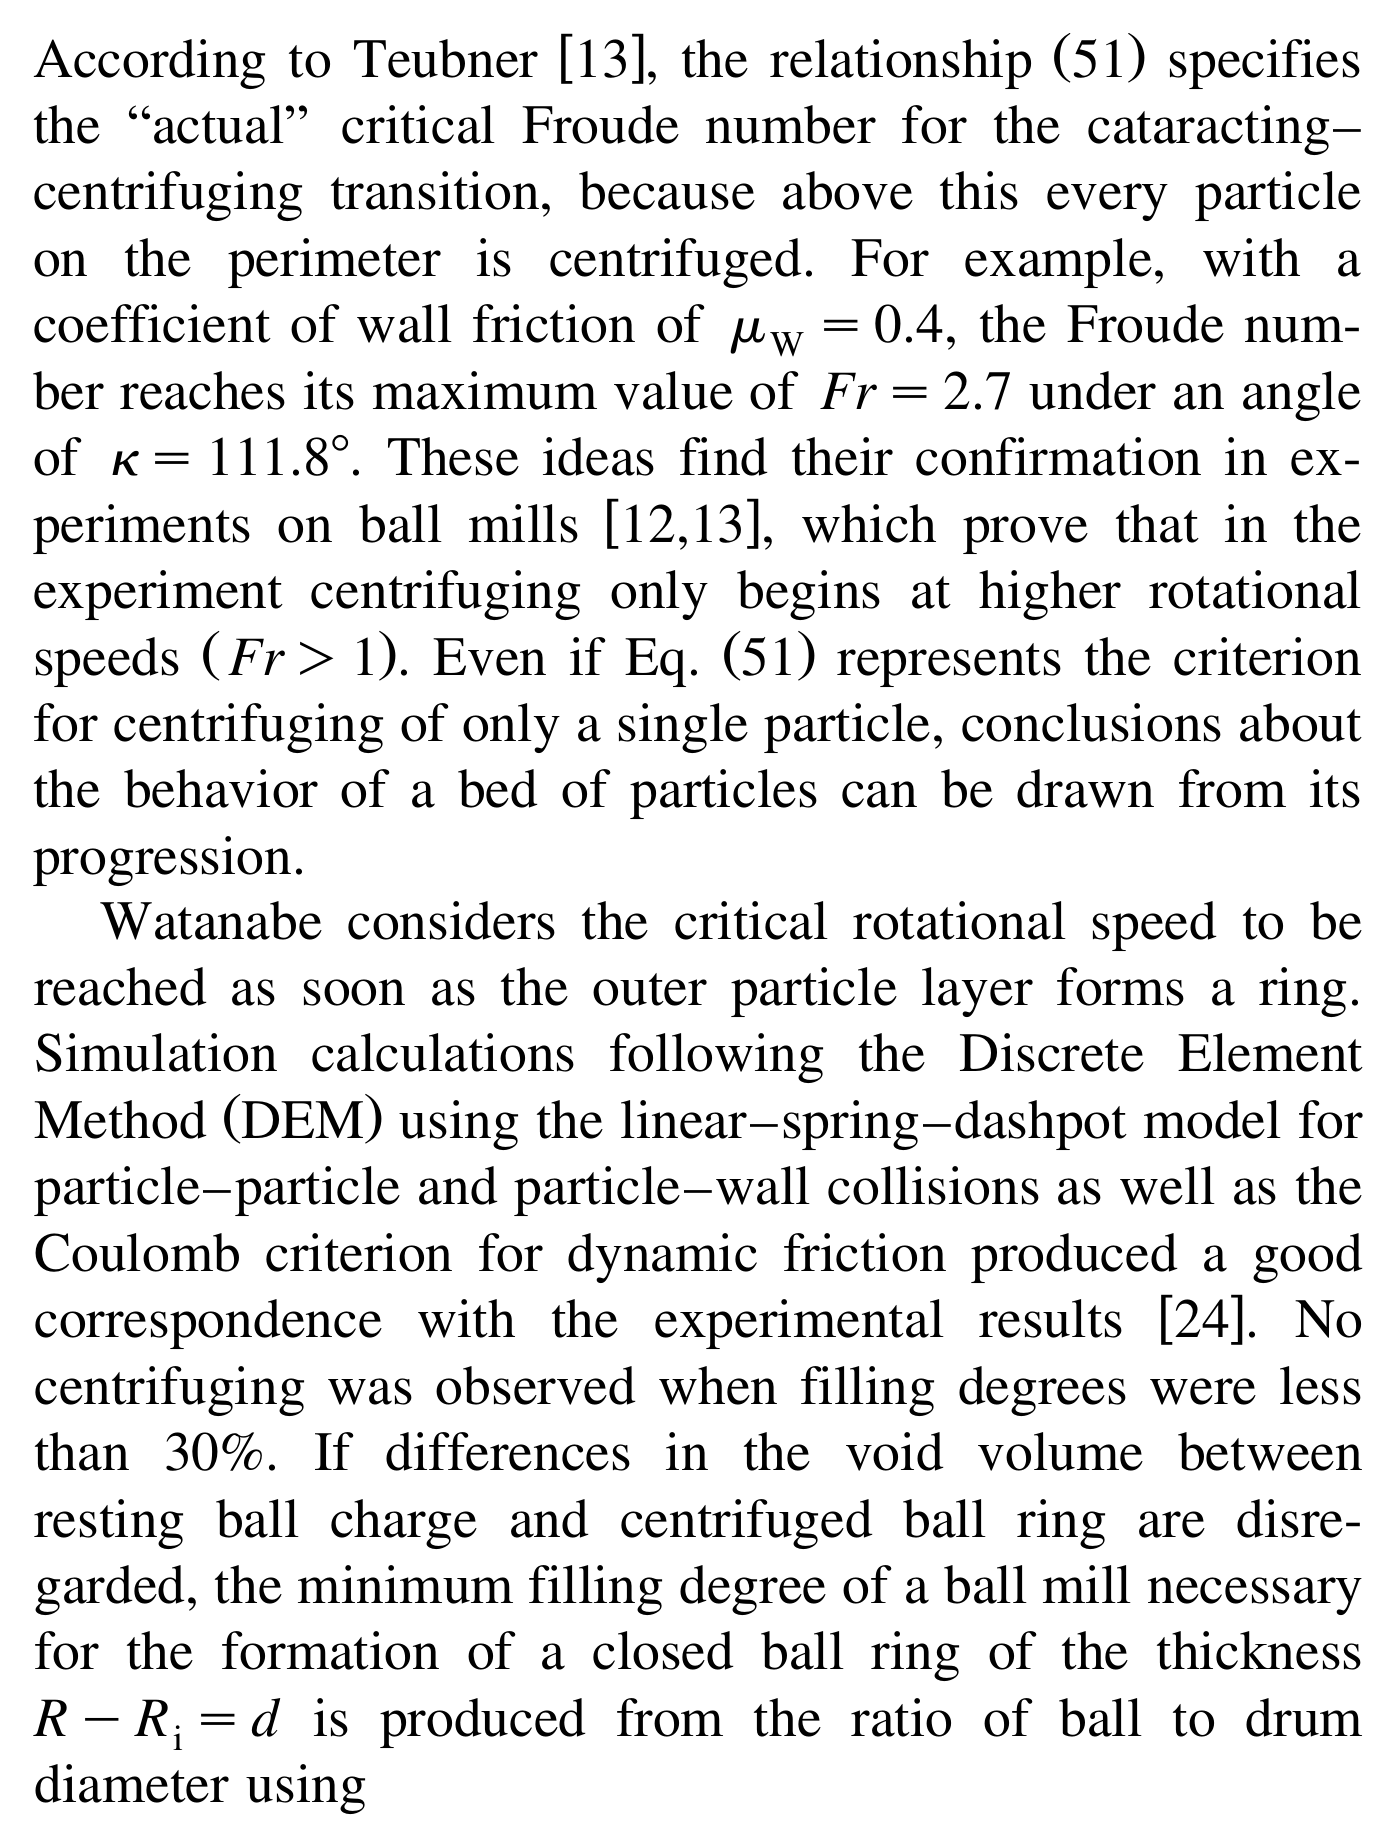 According to Teubner [13], the relationship (51) specifies
the “actual” critical Froude number for the cataracting–
centrifuging transition, because above this every particle
on the perimeter is centrifuged. For example, with a
coefficient of wall friction of μ_W = 0.4, the Froude num-
ber reaches its maximum value of Fr = 2.7 under an angle
of κ = 111.8°. These ideas find their confirmation in ex-
periments on ball mills [12,13], which prove that in the
experiment centrifuging only begins at higher rotational
speeds (Fr > 1). Even if Eq. (51) represents the criterion
for centrifuging of only a single particle, conclusions about
the behavior of a bed of particles can be drawn from its
progression.
Watanabe considers the critical rotational speed to be
reached as soon as the outer particle layer forms a ring.
Simulation calculations following the Discrete Element
Method (DEM) using the linear–spring–dashpot model for
particle–particle and particle–wall collisions as well as the
Coulomb criterion for dynamic friction produced a good
correspondence with the experimental results [24]. No
centrifuging was observed when filling degrees were less
than 30%. If differences in the void volume between
resting ball charge and centrifuged ball ring are disre-
garded, the minimum filling degree of a ball mill necessary
for the formation of a closed ball ring of the thickness
R − R_i = d is produced from the ratio of ball to drum
diameter using